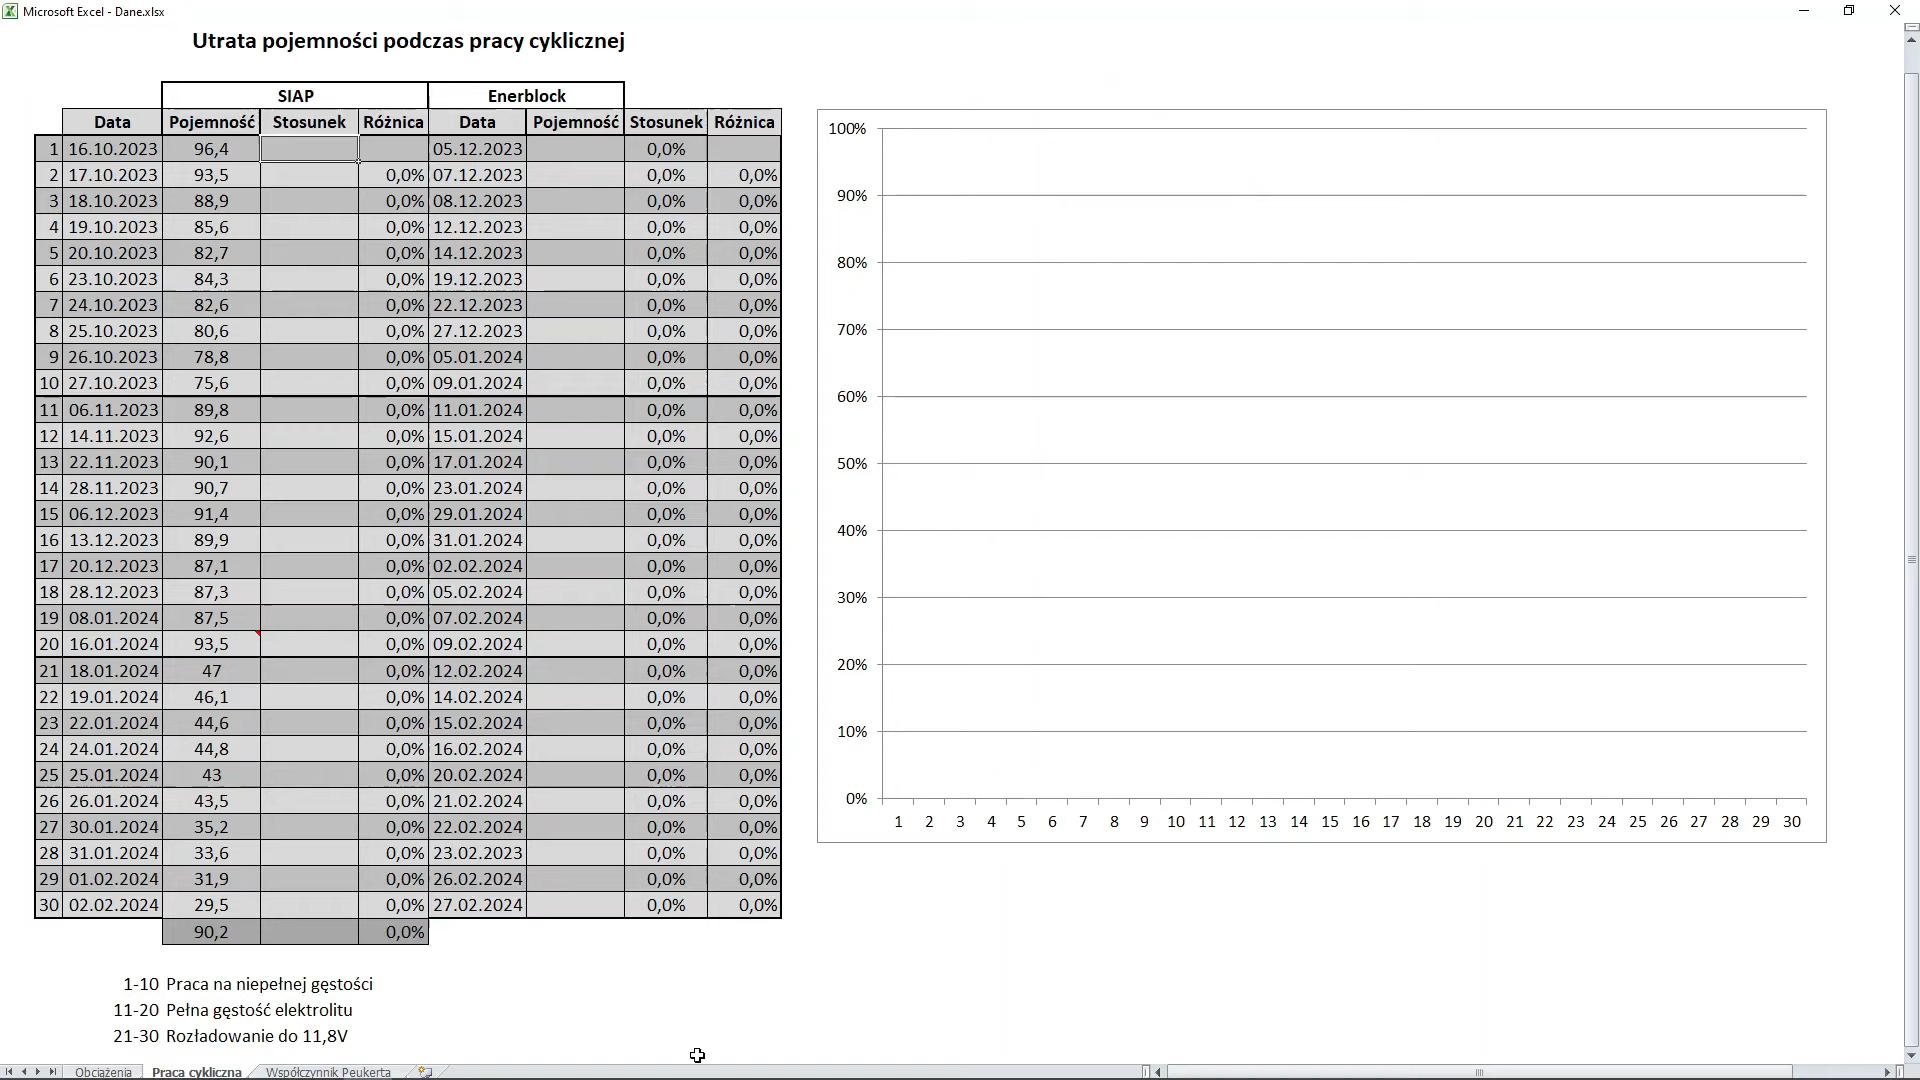 Microsoft Excel - Dane.xlsx
Utrata pojemności podczas pracy cyklicznej
SIAP Enerblock
Data Pojemność Stosunek Różnica Data Pojemność Stosunek Różnica
1 16.10.2023 96,4 05.12.2023 0,0%
2 17.10.2023 93,5 0,0% 07.12.2023 0,0% 0,0%
3 18.10.2023 88,9 0,0% 08.12.2023 0,0% 0,0%
4 19.10.2023 85,6 0,0% 12.12.2023 0,0% 0,0%
5 20.10.2023 82,7 0,0% 14.12.2023 0,0% 0,0%
6 23.10.2023 84,3 0,0% 19.12.2023 0,0% 0,0%
7 24.10.2023 82,6 0,0% 22.12.2023 0,0% 0,0%
8 25.10.2023 80,6 0,0% 27.12.2023 0,0% 0,0%
9 26.10.2023 78,8 0,0% 05.01.2024 0,0% 0,0%
10 27.10.2023 75,6 0,0% 09.01.2024 0,0% 0,0%
11 06.11.2023 89,8 0,0% 11.01.2024 0,0% 0,0%
12 14.11.2023 92,6 0,0% 15.01.2024 0,0% 0,0%
13 22.11.2023 90,1 0,0% 17.01.2024 0,0% 0,0%
14 28.11.2023 90,7 0,0% 23.01.2024 0,0% 0,0%
15 06.12.2023 91,4 0,0% 29.01.2024 0,0% 0,0%
16 13.12.2023 89,9 0,0% 31.01.2024 0,0% 0,0%
17 20.12.2023 87,1 0,0% 02.02.2024 0,0% 0,0%
18 28.12.2023 87,3 0,0% 05.02.2024 0,0% 0,0%
19 08.01.2024 87,5 0,0% 07.02.2024 0,0% 0,0%
20 16.01.2024 93,5 0,0% 09.02.2024 0,0% 0,0%
21 18.01.2024 47 0,0% 12.02.2024 0,0% 0,0%
22 19.01.2024 46,1 0,0% 14.02.2024 0,0% 0,0%
23 22.01.2024 44,6 0,0% 15.02.2024 0,0% 0,0%
24 24.01.2024 44,8 0,0% 16.02.2024 0,0% 0,0%
25 25.01.2024 43 0,0% 20.02.2024 0,0% 0,0%
26 26.01.2024 43,5 0,0% 21.02.2024 0,0% 0,0%
27 30.01.2024 35,2 0,0% 22.02.2024 0,0% 0,0%
28 31.01.2024 33,6 0,0% 23.02.2023 0,0% 0,0%
29 01.02.2024 31,9 0,0% 26.02.2024 0,0% 0,0%
30 02.02.2024 29,5 0,0% 27.02.2024 0,0% 0,0%
90,2 0,0%
1-10 Praca na niepełnej gęstości
11-20 Pełna gęstość elektrolitu
21-30 Rozładowanie do 11,8V
100%
90%
80%
70%
60%
50%
40%
30%
20%
10%
0%
1 2 3 4 5 6 7 8 9 10 11 12 13 14 15 16 17 18 19 20 21 22 23 24 25 26 27 28 29 30
Obciążenia Praca cykliczna Współczynnik Peukerta